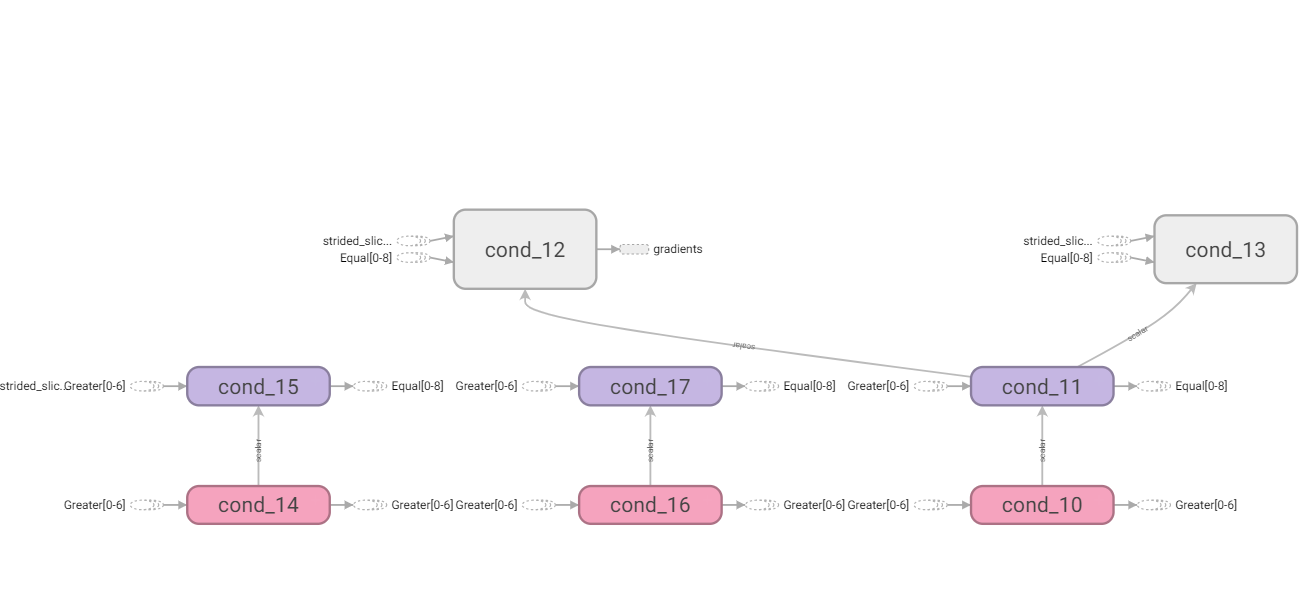 cond_12
cond_13
strided_slic...
Equal[0-8]
gradients
strided_slic...
Equal[0-8]
scalar
scalar
strided_slic...
Greater[0-6]
cond_15
Equal[0-8]
Greater[0-6]
cond_17
Equal[0-8]
Greater[0-6]
cond_11
Equal[0-8]
scalar
scalar
scalar
Greater[0-6]
cond_14
Greater[0-6]
Greater[0-6]
cond_16
Greater[0-6]
Greater[0-6]
cond_10
Greater[0-6]